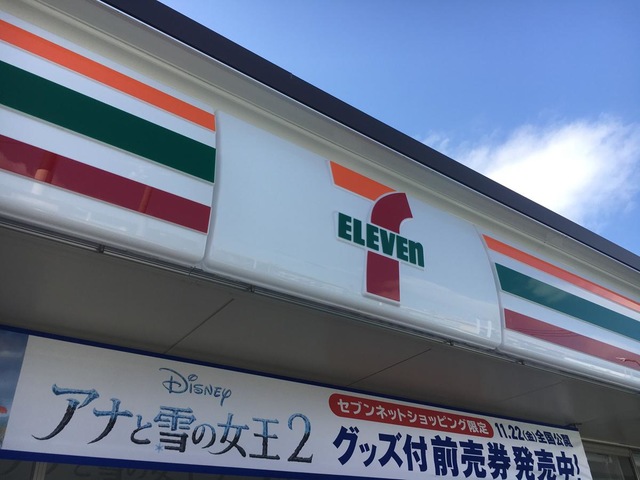 7
ELEVEn
Disney
アナと雪の女王2
セブンネットショッピング限定
11.22(金)全国公開
グッズ付前売券発売中!